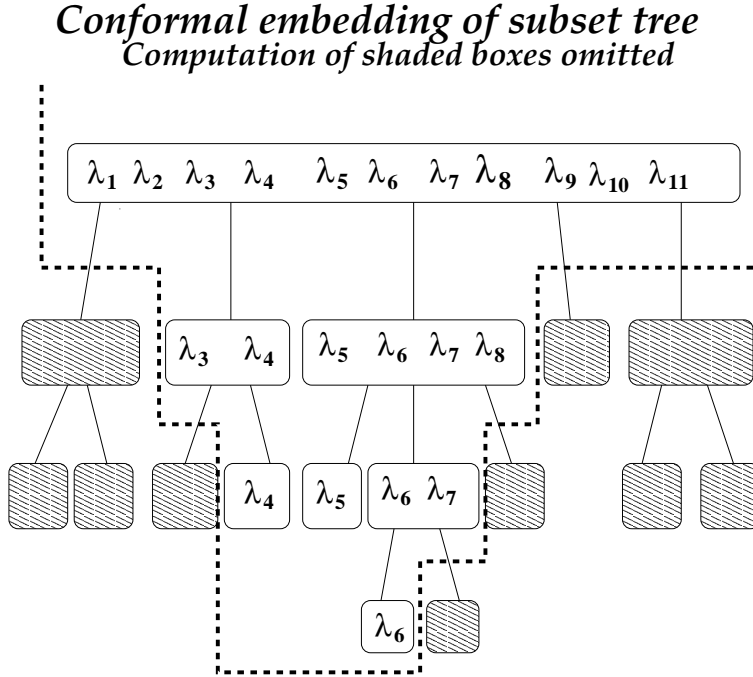 Conformal embedding of subset tree
Computation of shaded boxes omitted
λ₁ λ₂ λ₃ λ₄ λ₅ λ₆ λ₇ λ₈ λ₉ λ₁₀ λ₁₁
λ₃ λ₄ λ₅ λ₆ λ₇ λ₈
λ₄ λ₅ λ₆ λ₇
λ₆